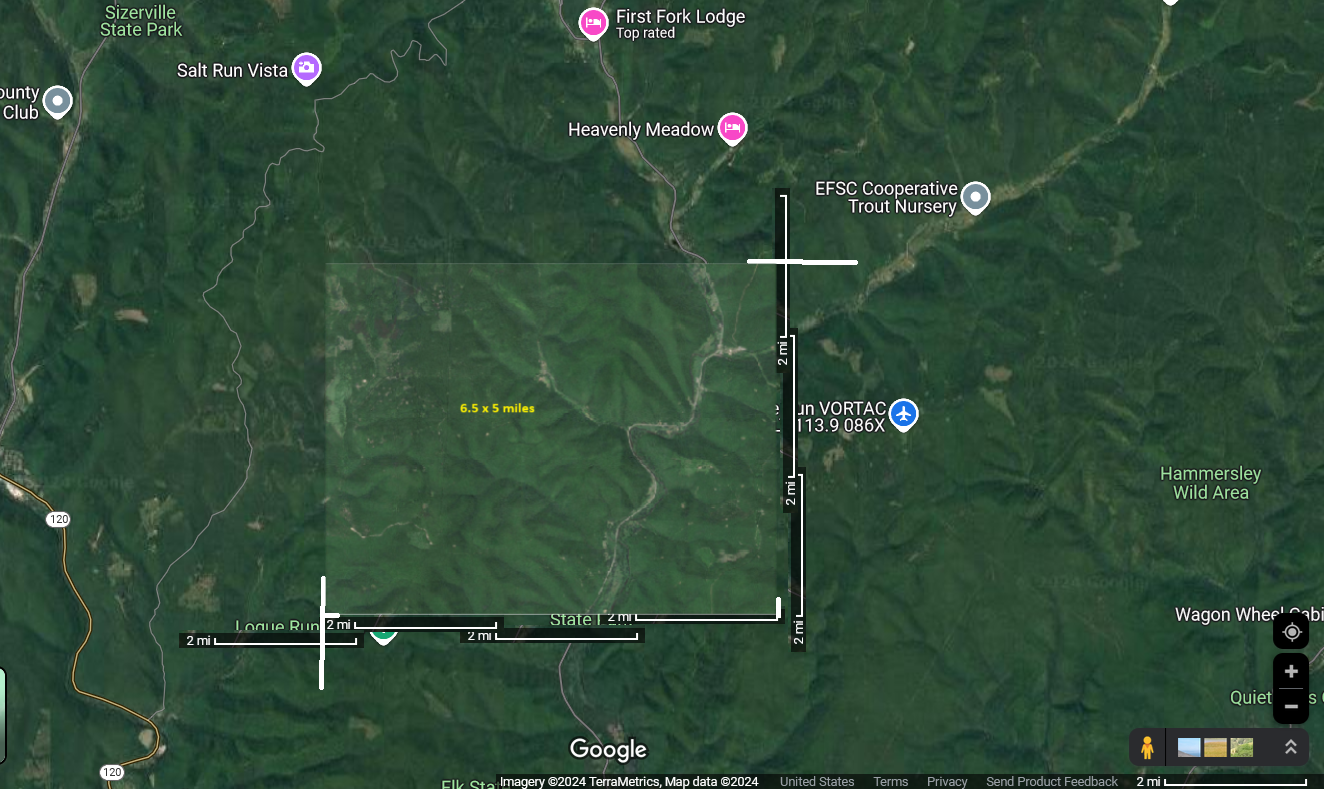 Sizerville
State Park
First Fork Lodge
Top rated
Salt Run Vista
ounty
Club
Heavenly Meadow
EFSC Cooperative
Trout Nursery
2 mi
6.5 x 5 miles
un VORTAC
113.9 086X
Hammersley
Wild Area
2 mi
120
Wagon Wheel Cabi
Logue Run
2 mi
State
2 mi
2 mi
2 mi
2 mi
Quiet
120
Google
Elk Sta
Imagery ©2024 TerraMetrics, Map data ©2024
United States
Terms
Privacy
Send Product Feedback
2 mi